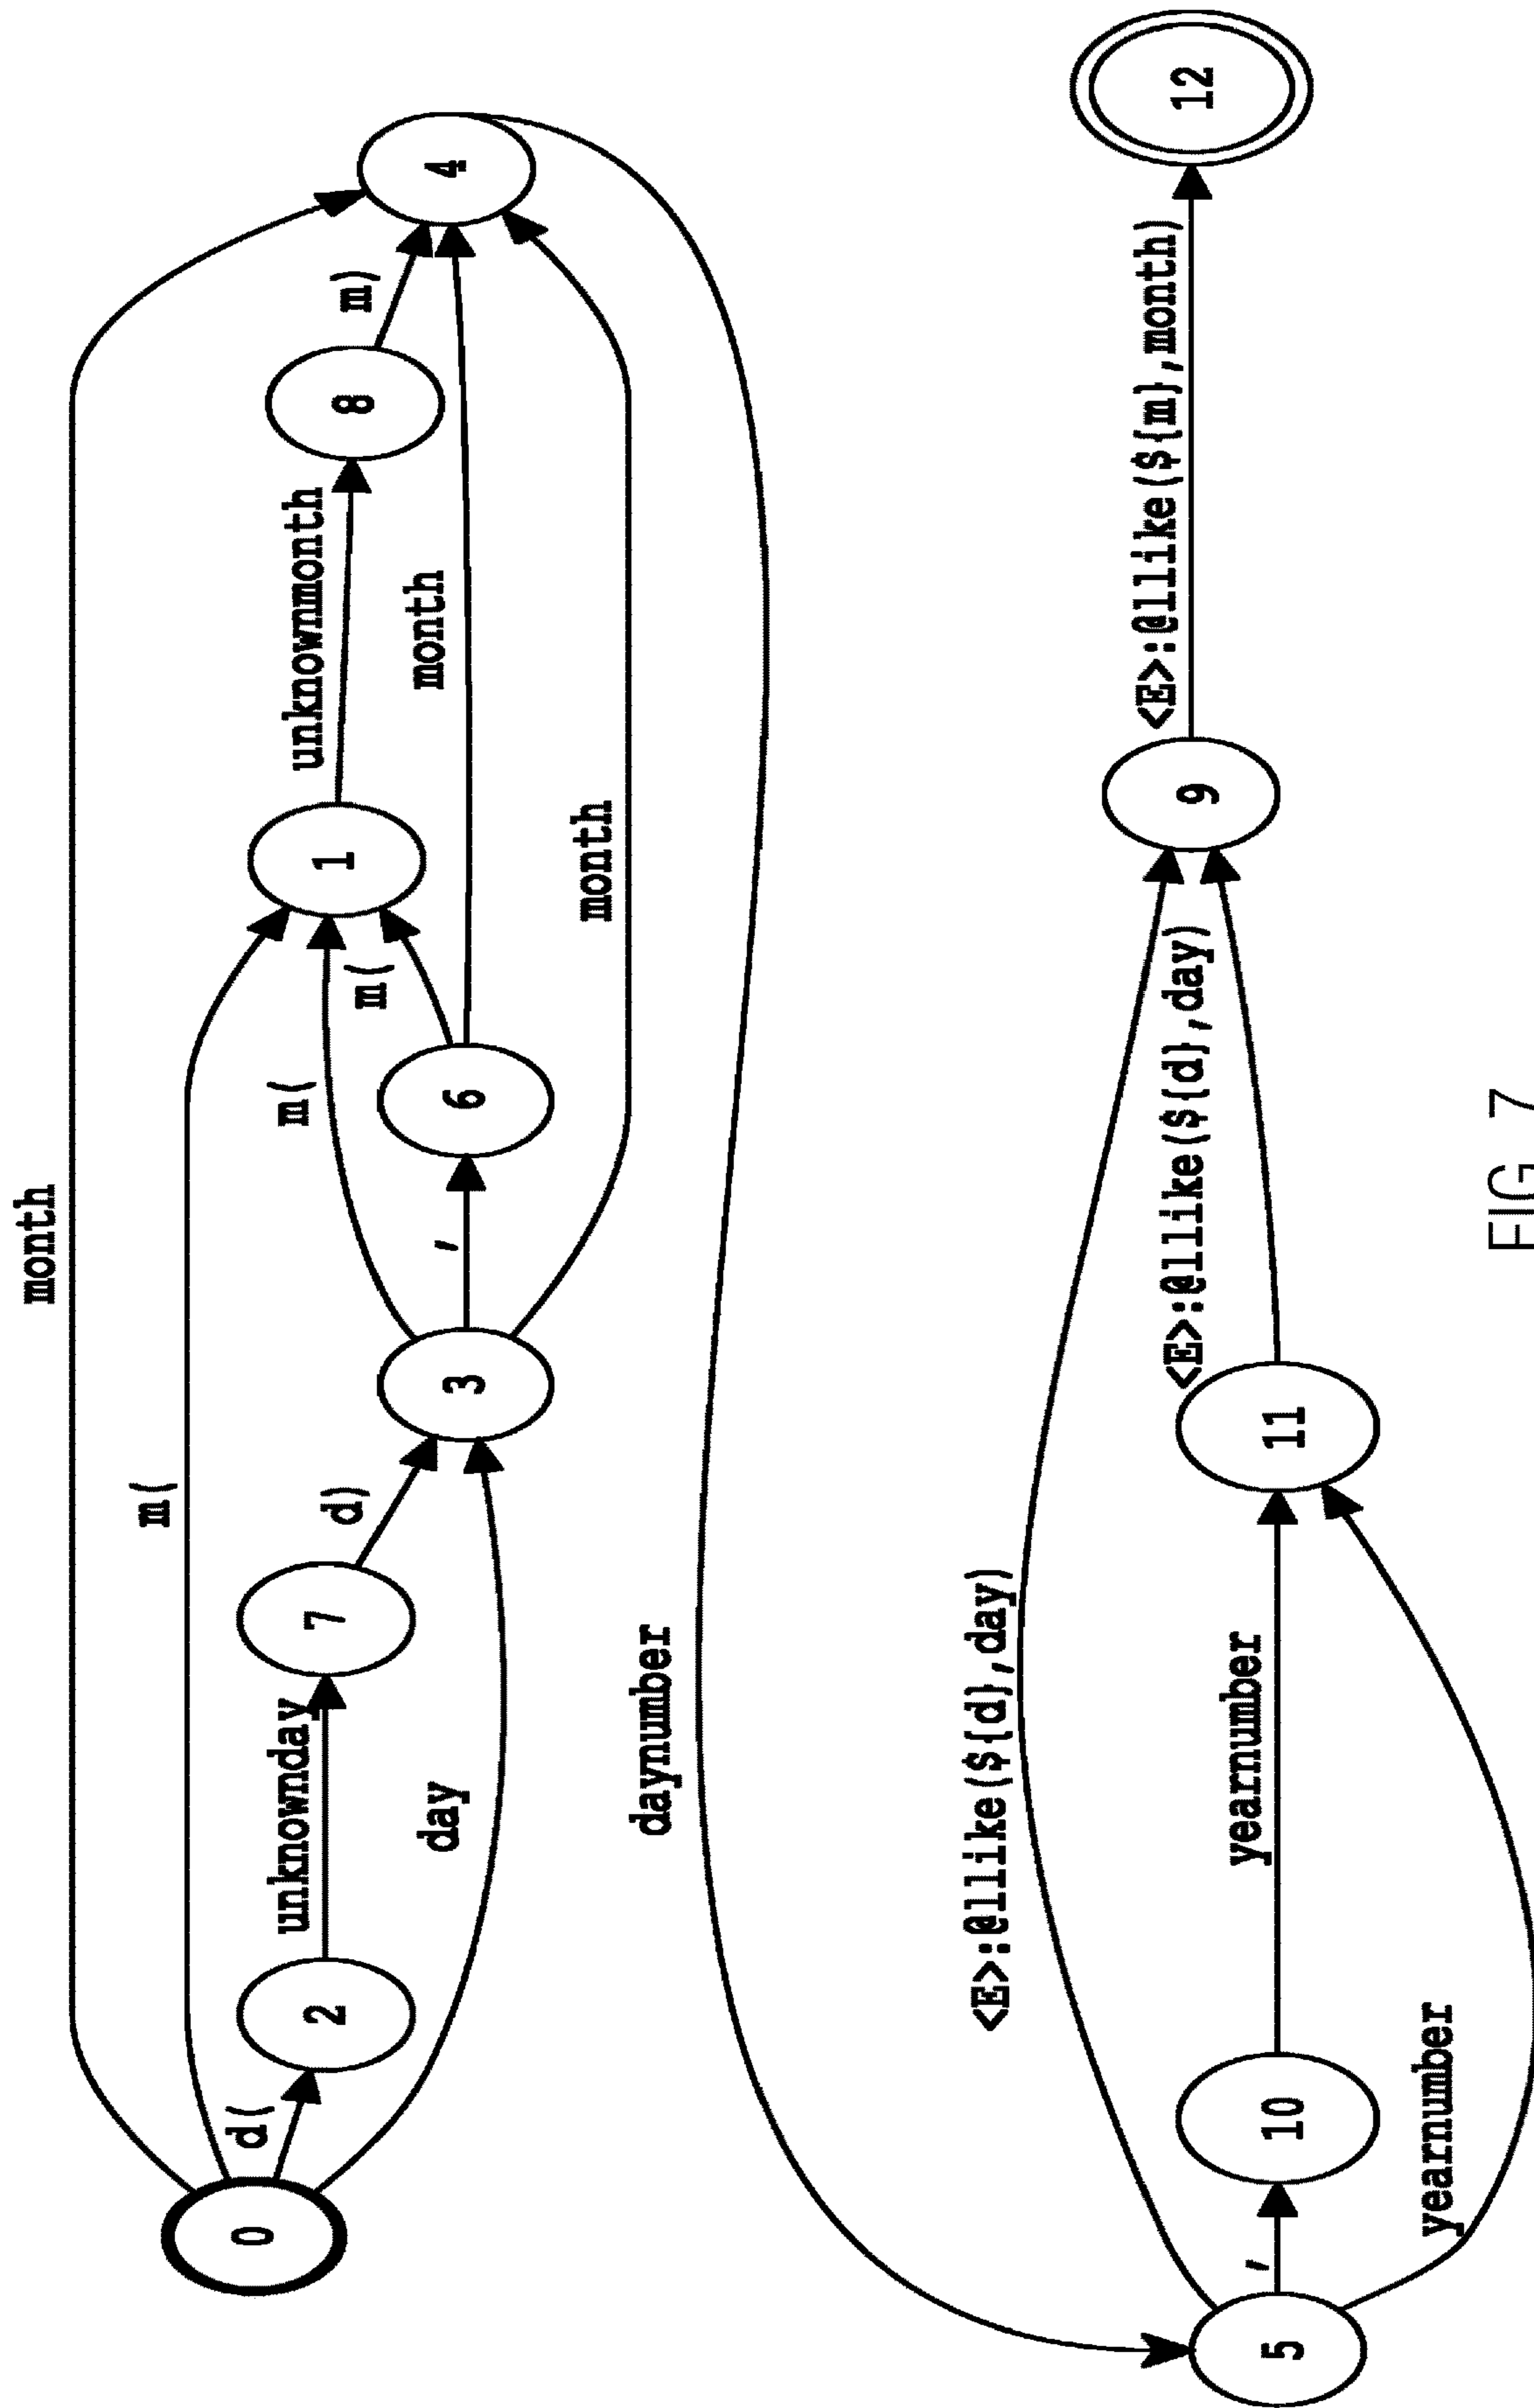 month
m(
d(
unknownday
d)
day
m(
m(
,
unknownmonth
m)
month
month
0
2
7
3
6
1
8
4
daynumber
<E>:@llike(${d},day)
<E>:@llike(${d},day)
<E>:@llike(${m},month)
,
yearnumber
yearnumber
5
10
11
9
12
FIG. 7